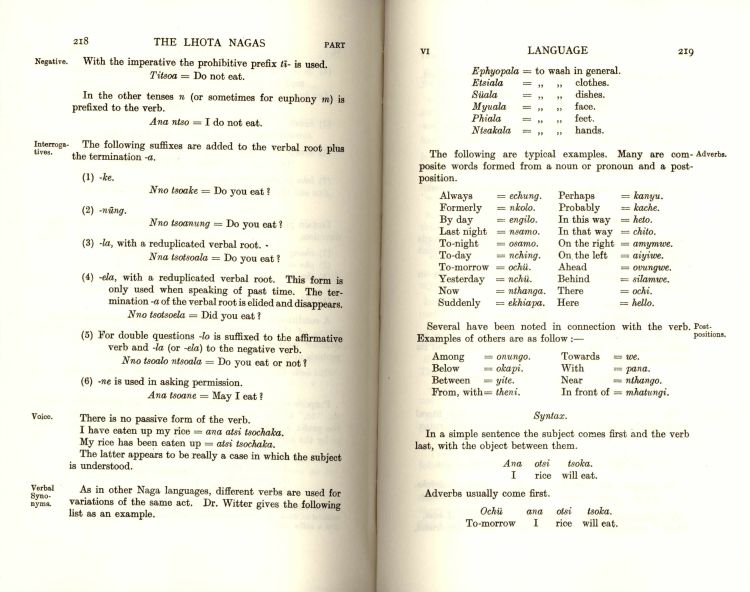 218 THE LHOTA NAGAS PART
Negative. With the imperative the prohibitive prefix ti- is used.
Titsoa = Do not eat.
In the other tenses n (or sometimes for euphony m) is
prefixed to the verb.
Ana ntso = I do not eat.
Interroga-
tives.
The following suffixes are added to the verbal root plus
the termination -a.
(1) -ke.
Nno tsoake = Do you eat ?
(2) -nüng.
Nno tsoanung = Do you eat ?
(3) -la, with a reduplicated verbal root.
Nna tsotsoala = Do you eat ?
(4) -ela, with a reduplicated verbal root. This form is
only used when speaking of past time. The ter-
mination -a of the verbal root is elided and disappears.
Nno tsotsoela = Did you eat ?
(5) For double questions -lo is suffixed to the affirmative
verb and -la (or -ela) to the negative verb.
Nno tsoalo ntsoala = Do you eat or not ?
(6) -ne is used in asking permission.
Ana tsoane = May I eat ?
Voice. There is no passive form of the verb.
I have eaten up my rice = ana atsi tsochaka.
My rice has been eaten up = atsi tsochaka.
The latter appears to be really a case in which the subject
is understood.
Verbal
Syno-
nyms.
As in other Naga languages, different verbs are used for
variations of the same act. Dr. Witter gives the following
list as an example.
VI LANGUAGE 219
Ephyopala = to wash in general.
Etsiala = ,, ,, clothes.
Süala = ,, ,, dishes.
Myuala = ,, ,, face.
Phiala = ,, ,, feet.
Ntsakala = ,, ,, hands.
The following are typical examples. Many are com- Adverbs.
posite words formed from a noun or pronoun and a post-
position.
Always = echung. Perhaps = kanyu.
Formerly = nkolo. Probably = kache.
By day = engilo. In this way = heto.
Last night = nsamo. In that way = chito.
To-night = osamo. On the right = amymwe.
To-day = nching. On the left = aiyiwe.
To-morrow = ochü. Ahead = ovungwe.
Yesterday = nchü. Behind = silamwe.
Now = nthanga. There = ochi.
Suddenly = ekhiapa. Here = hello.
Several have been noted in connection with the verb.
Examples of others are as follow :—
Post-
positions.
Among = onungo. Towards = we.
Below = okapi. With = pana.
Between = yite. Near = nthango.
From, with = theni. In front of = mhatungi.
Syntax.
In a simple sentence the subject comes first and the verb
last, with the object between them.
Ana otsi tsoka.
I rice will eat.
Adverbs usually come first.
Ochü ana otsi tsoka.
To-morrow I rice will eat.